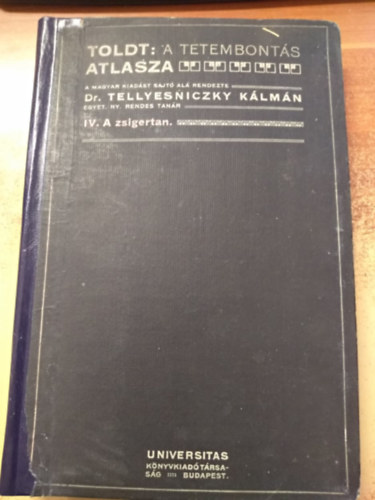 TOLDT: A TETEMBONTÁS
ATLASZA
A MAGYAR KIADÁST SAJTÓ ALÁ RENDEZTE
Dr. TELLYESNICZKY KÁLMÁN
EGYET. NY. RENDES TANÁR
IV. A zsigertan.
UNIVERSITAS
KÖNYVKIADÓTÁRSA-
SÁG BUDAPEST.